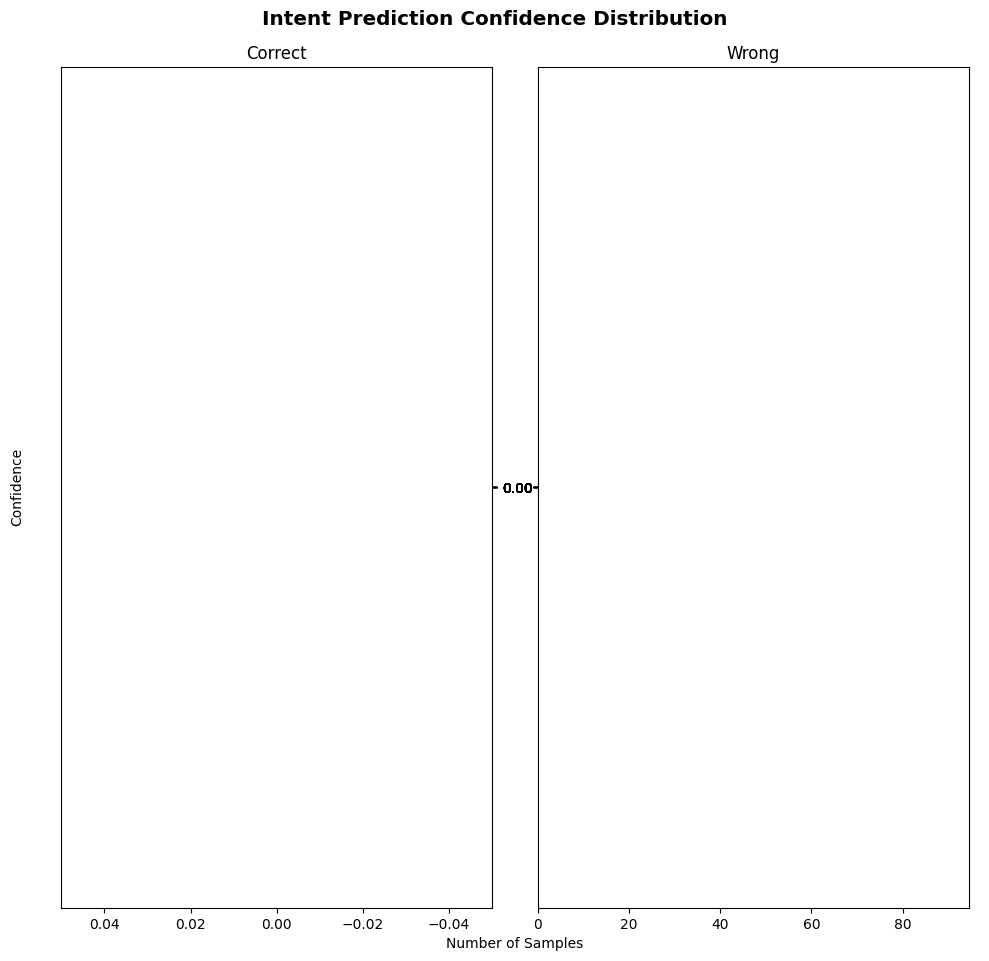 Intent Prediction Confidence Distribution
Correct
Wrong
Confidence
0.00
0.04
0.02
0.00
−0.02
−0.04
0
20
40
60
80
Number of Samples